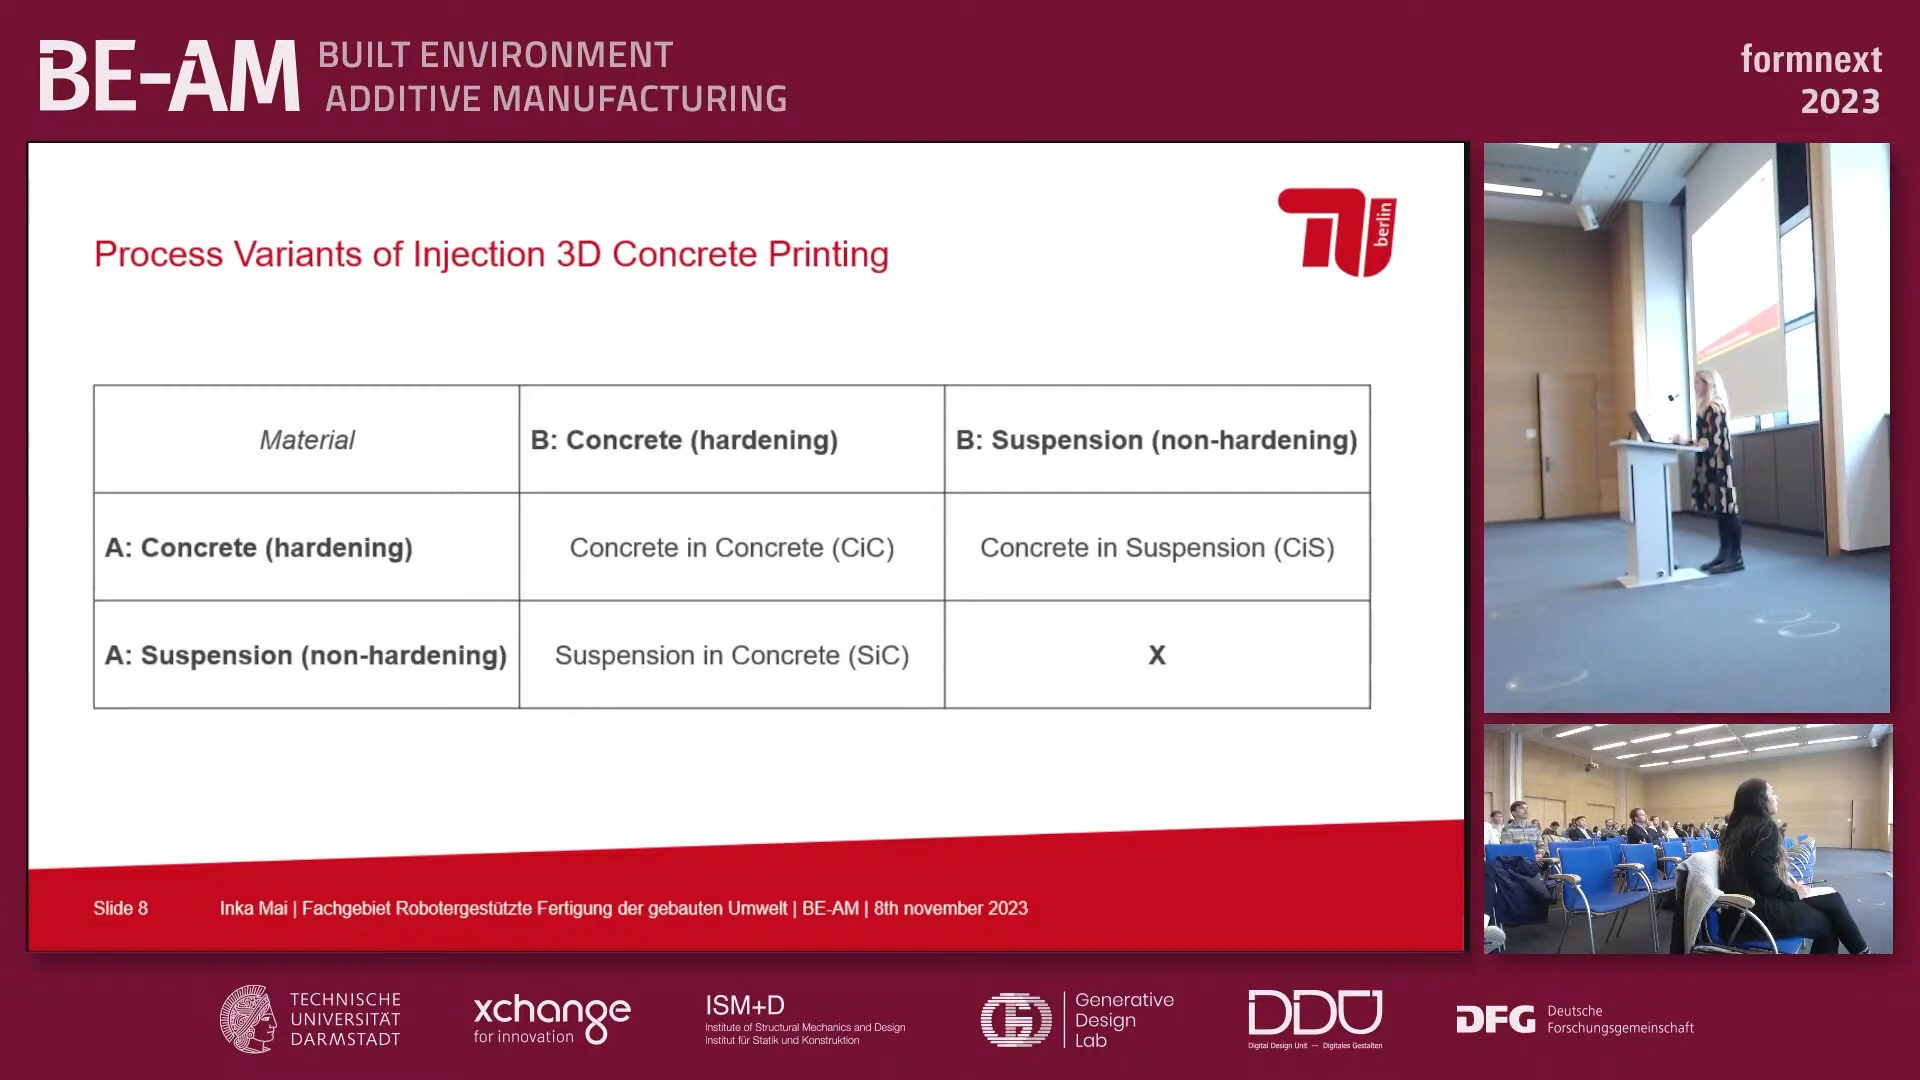 BE-AM
BUILT ENVIRONMENT
ADDITIVE MANUFACTURING
formnext
2023
Process Variants of Injection 3D Concrete Printing
berlin
Material
B: Concrete (hardening)
B: Suspension (non-hardening)
A: Concrete (hardening)
Concrete in Concrete (CiC)
Concrete in Suspension (CiS)
A: Suspension (non-hardening)
Suspension in Concrete (SiC)
X
Slide 8
Inka Mai | Fachgebiet Robotergestützte Fertigung der gebauten Umwelt | BE-AM | 8th november 2023
TECHNISCHE
UNIVERSITÄT
DARMSTADT
xchange
for innovation
ISM+D
Institute of Structural Mechanics and Design
Institut für Statik und Konstruktion
Generative
Design
Lab
DDU
Digital Design Unit — Digitales Gestalten
DFG
Deutsche
Forschungsgemeinschaft